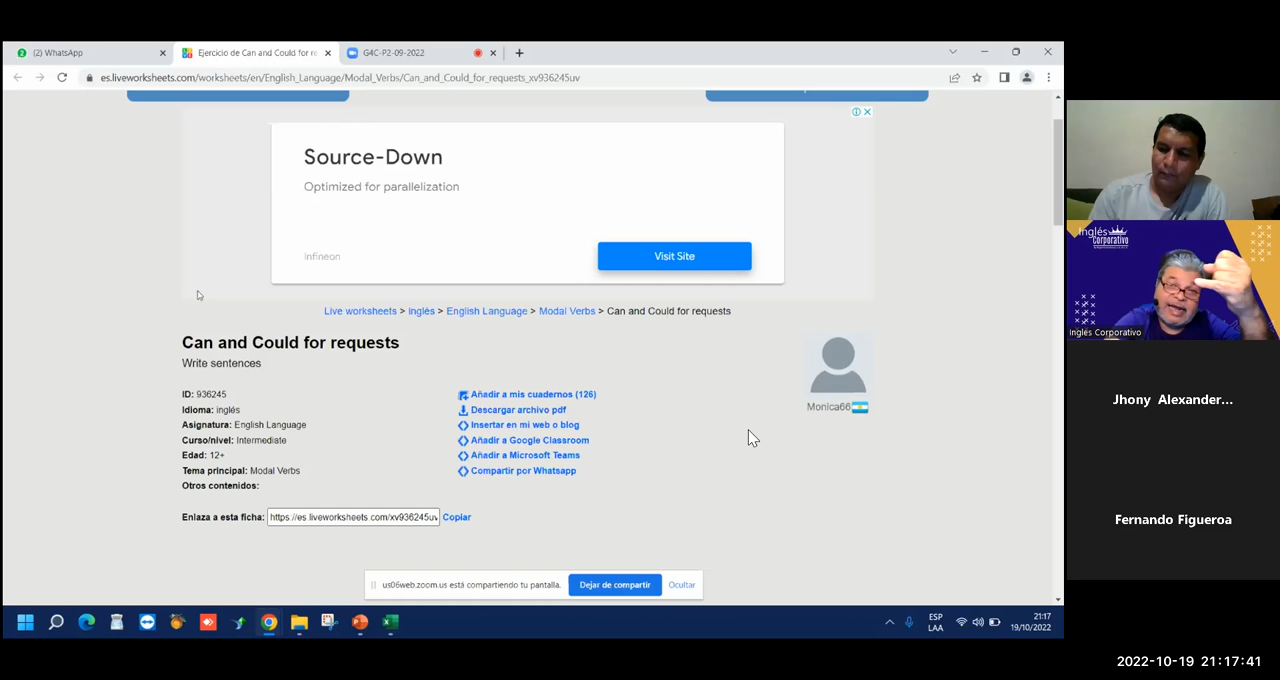 (2) WhatsApp
Ejercicio de Can and Could for re
G4C-P2-09-2022
es.liveworksheets.com/worksheets/en/English_Language/Modal_Verbs/Can_and_Could_for_requests_xv936245uv
Source-Down
Optimized for parallelization
Infineon
Visit Site
Live worksheets > Inglés > English Language > Modal Verbs > Can and Could for requests
Can and Could for requests
Write sentences
Monica66
ID: 936245
Idioma: inglés
Asignatura: English Language
Curso/nivel: Intermediate
Edad: 12+
Tema principal: Modal Verbs
Otros contenidos:
Añadir a mis cuadernos (126)
Descargar archivo pdf
Insertar en mi web o blog
Añadir a Google Classroom
Añadir a Microsoft Teams
Compartir por Whatsapp
Enlaza a esta ficha: https://es.liveworksheets.com/xv936245uv Copiar
us06web.zoom.us está compartiendo tu pantalla. Dejar de compartir Ocultar
ESP
LAA
21:17
19/10/2022
Inglés
Corporativo
Inglés Corporativo
Jhony Alexander...
Fernando Figueroa
2022-10-19 21:17:41